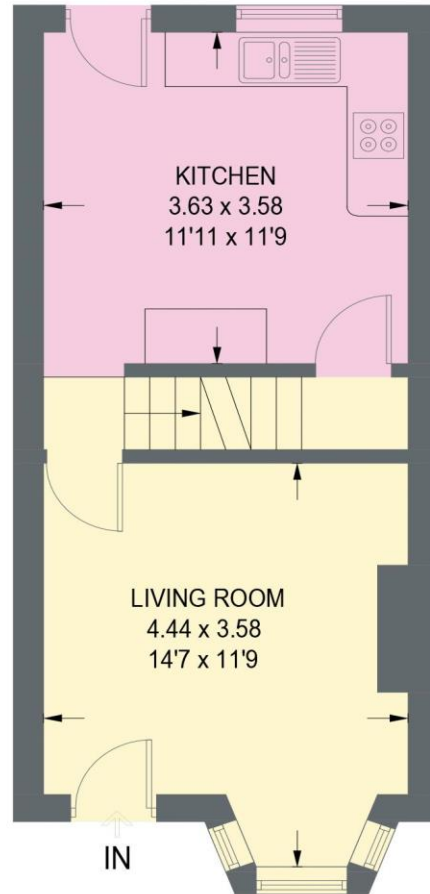 KITCHEN
3.63 x 3.58
11'11 x 11'9
LIVING ROOM
4.44 x 3.58
14'7 x 11'9
IN